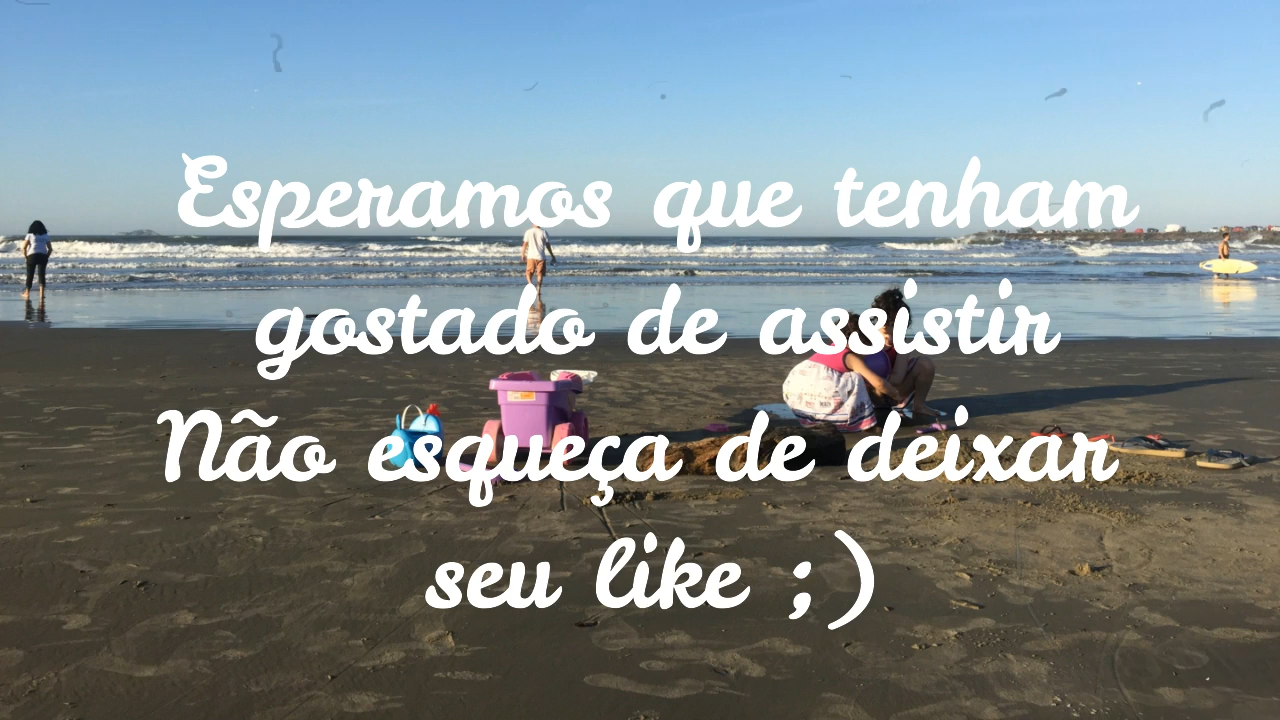 Esperamos que tenham
gostado de assistir
Não esqueça de deixar
seu like ;)